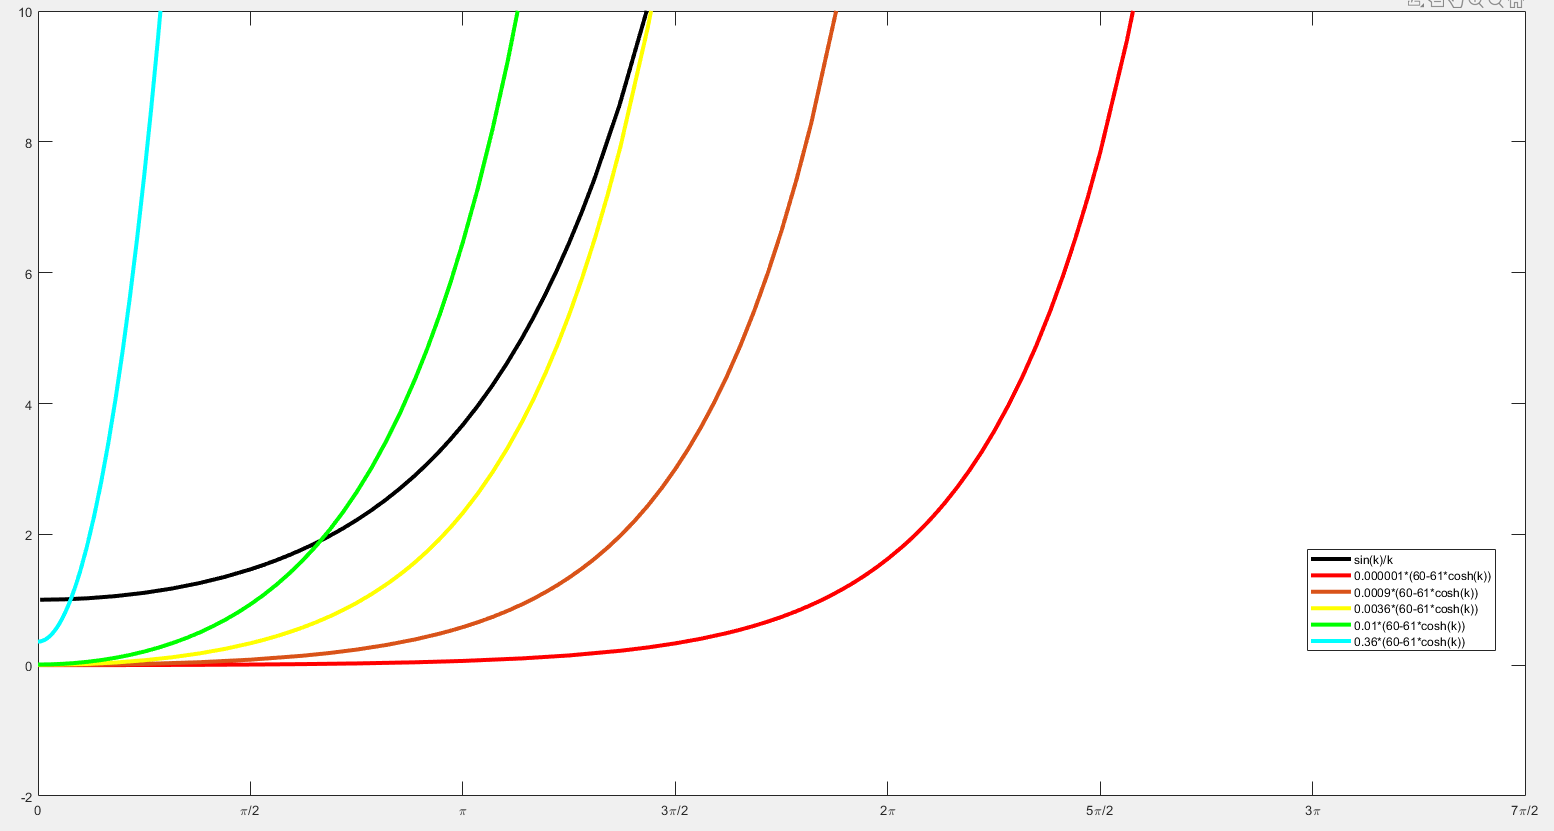 10
8
6
4
2
0
-2
0
π/2
π
3π/2
2π
5π/2
3π
7π/2
sin(k)/k
0.000001*(60-61*cosh(k))
0.0009*(60-61*cosh(k))
0.0036*(60-61*cosh(k))
0.01*(60-61*cosh(k))
0.36*(60-61*cosh(k))